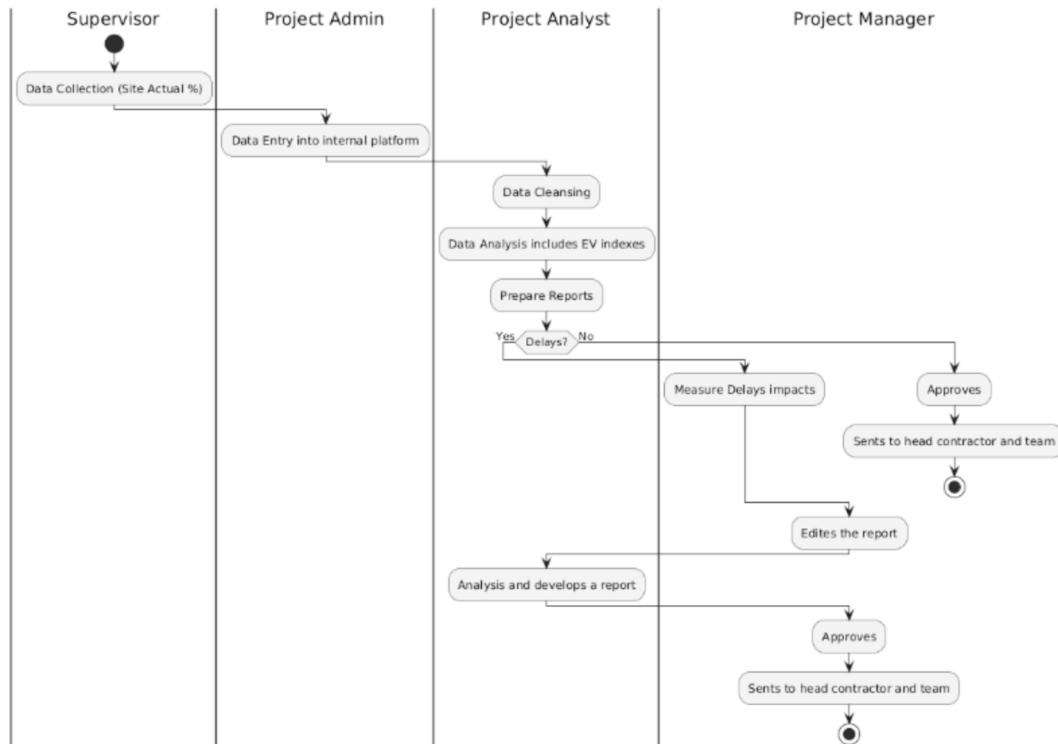 Supervisor
Project Admin
Project Analyst
Project Manager
Data Collection (Site Actual %)
Data Entry into internal platform
Data Cleansing
Data Analysis includes EV indexes
Prepare Reports
Yes
Delays?
No
Measure Delays impacts
Approves
Sents to head contractor and team
Edites the report
Analysis and develops a report
Approves
Sents to head contractor and team